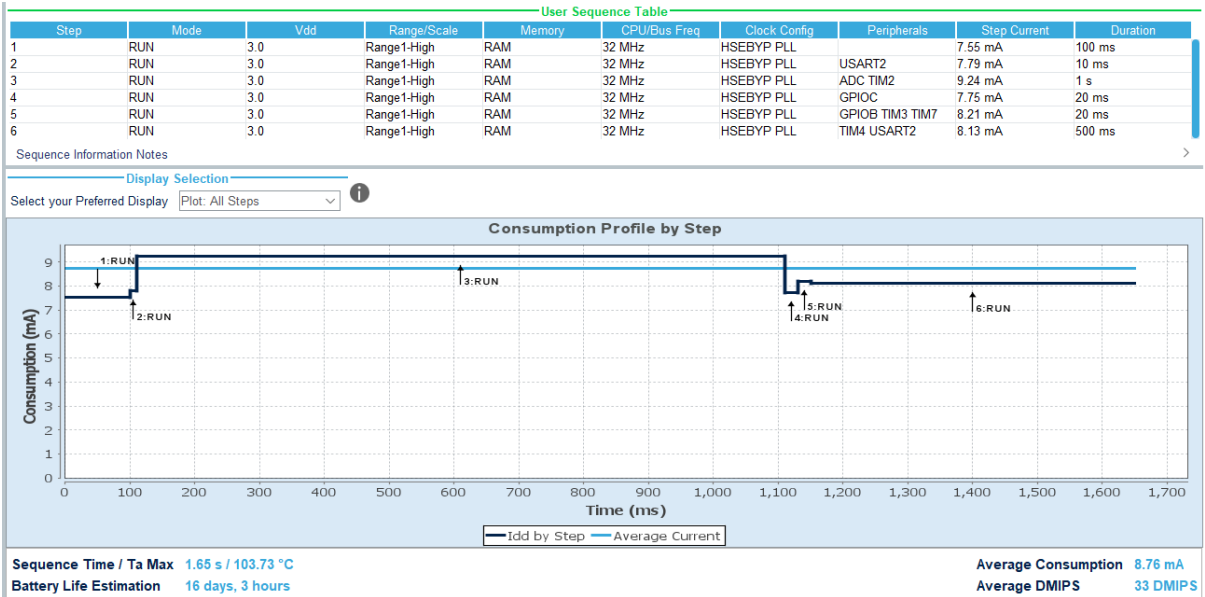 User Sequence Table
Step Mode Vdd Range/Scale Memory CPU/Bus Freq Clock Config Peripherals Step Current Duration
1 RUN 3.0 Range1-High RAM 32 MHz HSEBYP PLL 7.55 mA 100 ms
2 RUN 3.0 Range1-High RAM 32 MHz HSEBYP PLL USART2 7.79 mA 10 ms
3 RUN 3.0 Range1-High RAM 32 MHz HSEBYP PLL ADC TIM2 9.24 mA 1 s
4 RUN 3.0 Range1-High RAM 32 MHz HSEBYP PLL GPIOC 7.75 mA 20 ms
5 RUN 3.0 Range1-High RAM 32 MHz HSEBYP PLL GPIOB TIM3 TIM7 8.21 mA 20 ms
6 RUN 3.0 Range1-High RAM 32 MHz HSEBYP PLL TIM4 USART2 8.13 mA 500 ms
Sequence Information Notes
Display Selection
Select your Preferred Display Plot: All Steps i
Consumption Profile by Step
Consumption (mA)
9
8
7
6
5
4
3
2
1
0
1:RUN
2:RUN
3:RUN
4:RUN
5:RUN
6:RUN
0 100 200 300 400 500 600 700 800 900 1,000 1,100 1,200 1,300 1,400 1,500 1,600 1,700
Time (ms)
Idd by Step Average Current
Sequence Time / Ta Max 1.65 s / 103.73 °C Average Consumption 8.76 mA
Battery Life Estimation 16 days, 3 hours Average DMIPS 33 DMIPS